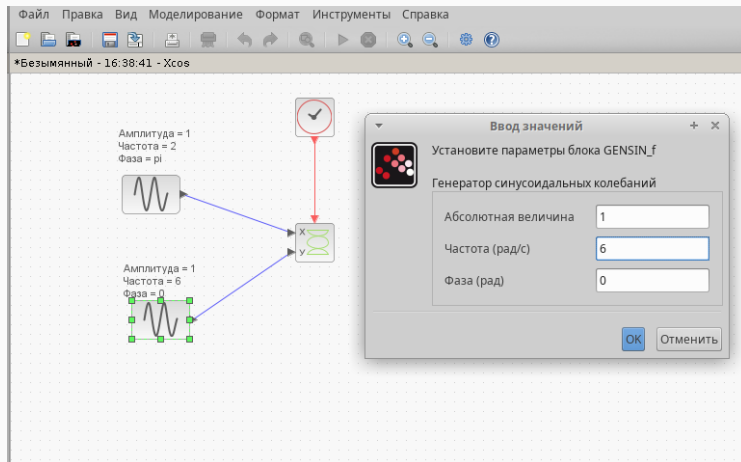 Файл Правка Вид Моделирование Формат Инструменты Справка
*Безымянный - 16:38:41 - Xcos
Амплитуда = 1
Частота = 2
Фаза = pi
X
У
Амплитуда = 1
Частота = 6
Фаза = 0
Ввод значений
Установите параметры блока GENSIN_f
Генератор синусоидальных колебаний
Абсолютная величина 1
Частота (рад/с) 6
Фаза (рад) 0
OK Отменить